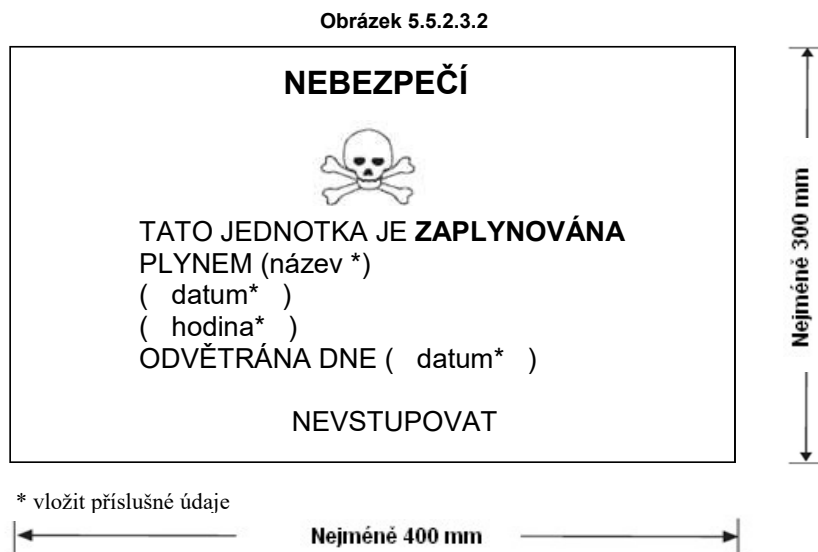 Obrázek 5.5.2.3.2
NEBEZPEČÍ
TATO JEDNOTKA JE ZAPLYNOVÁNA
PLYNEM (název *)
( datum* )
( hodina* )
ODVĚTRÁNA DNE ( datum* )
NEVSTUPOVAT
Nejméně 300 mm
* vložit příslušné údaje
Nejméně 400 mm